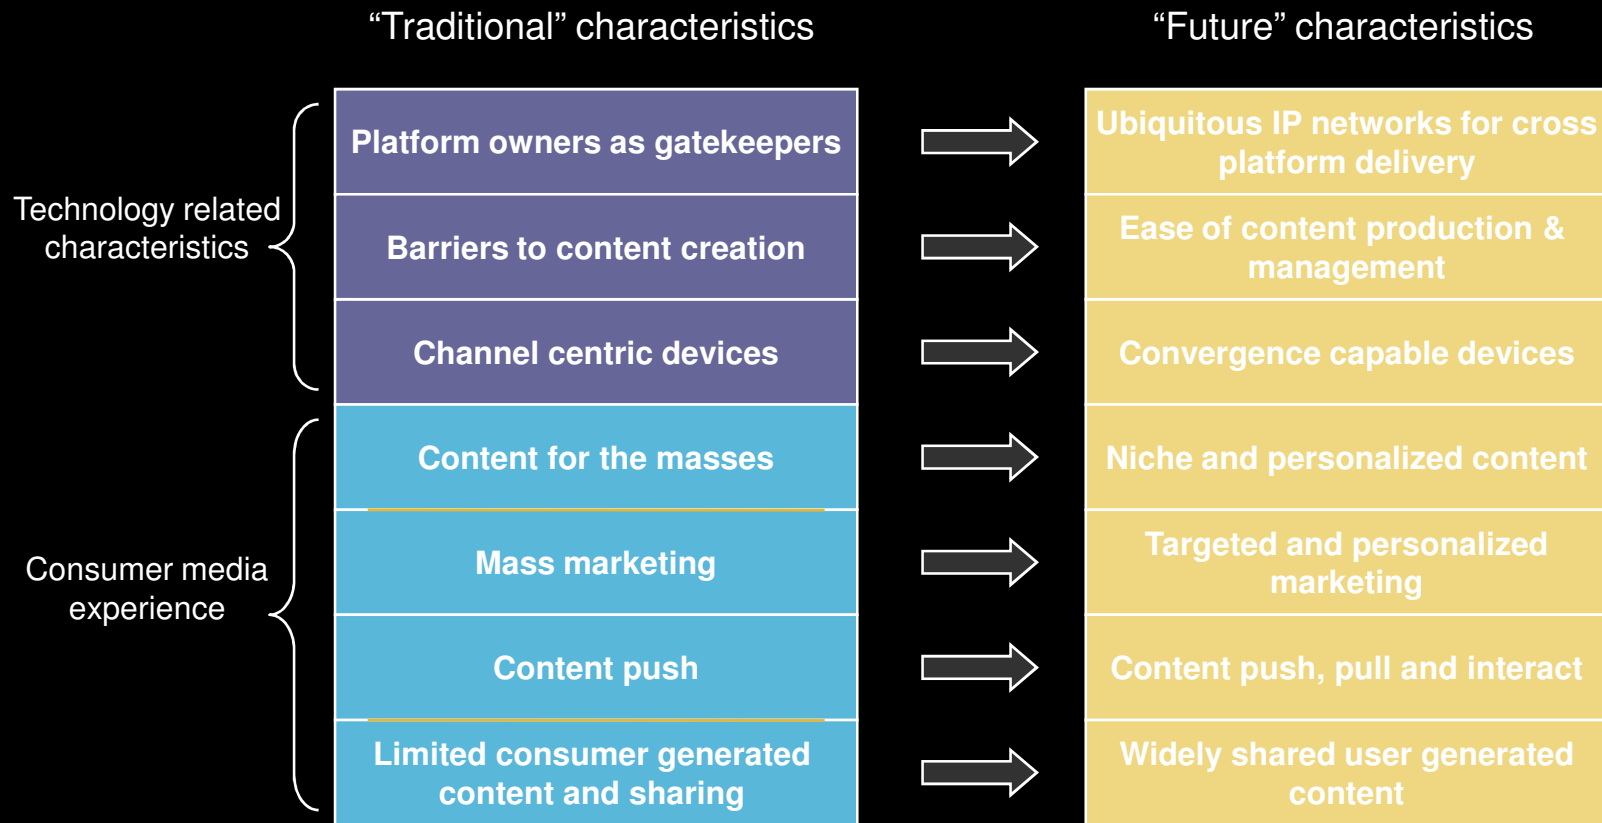 “Traditional” characteristics
“Future” characteristics
Technology related
characteristics
Platform owners as gatekeepers
Ubiquitous IP networks for cross
platform delivery
Barriers to content creation
Ease of content production &
management
Channel centric devices
Convergence capable devices
Consumer media
experience
Content for the masses
Niche and personalized content
Mass marketing
Targeted and personalized
marketing
Content push
Content push, pull and interact
Limited consumer generated
content and sharing
Widely shared user generated
content